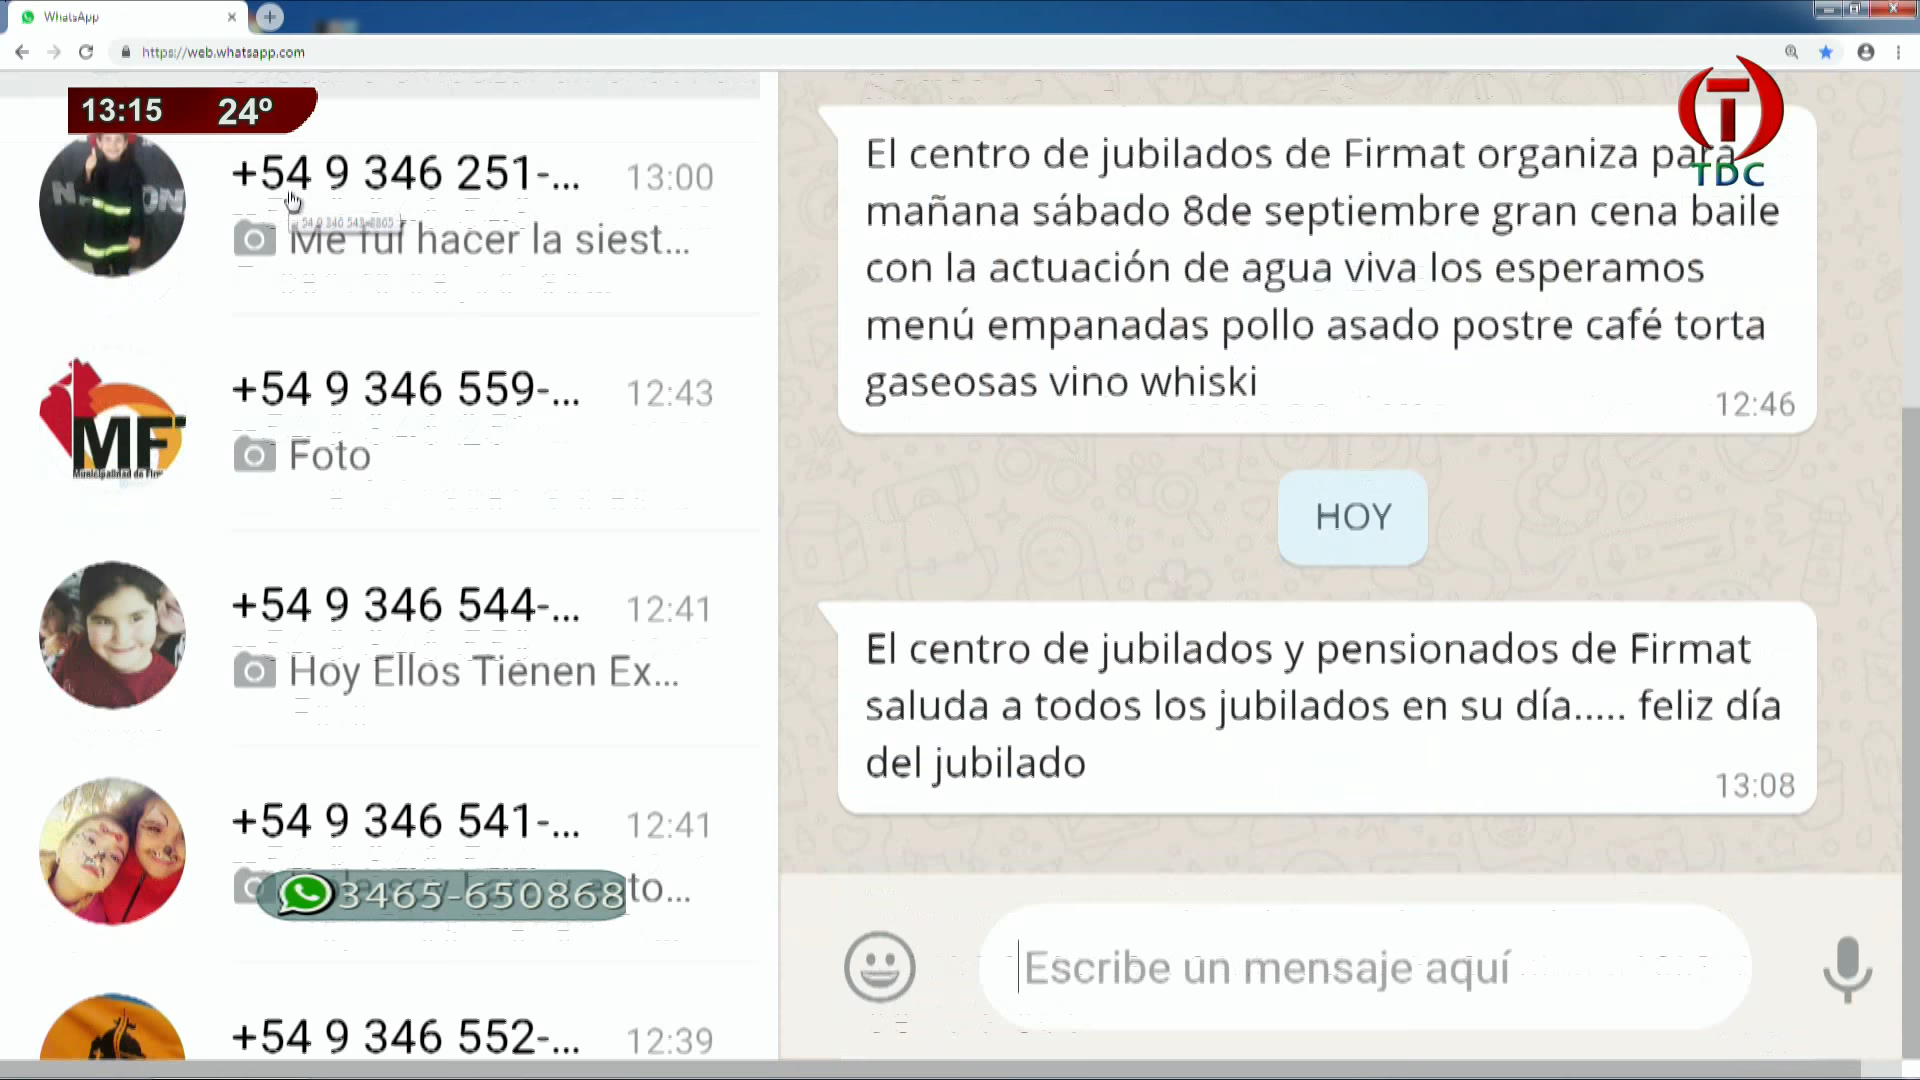 WhatsApp
https://web.whatsapp.com
13:15 24º
+54 9 346 251-... 13:00
Me fui hacer la siest...
+54 9 346 559-... 12:43
Foto
MF
Municipalidad de
+54 9 346 544-... 12:41
Hoy Ellos Tienen Ex...
+54 9 346 541-... 12:41
to...
3465-650868
+54 9 346 552-... 12:39
T
TDC
El centro de jubilados de Firmat organiza para
mañana sábado 8de septiembre gran cena baile
con la actuación de agua viva los esperamos
menú empanadas pollo asado postre café torta
gaseosas vino whiski
12:46
HOY
El centro de jubilados y pensionados de Firmat
saluda a todos los jubilados en su día..... feliz día
del jubilado
13:08
Escribe un mensaje aquí